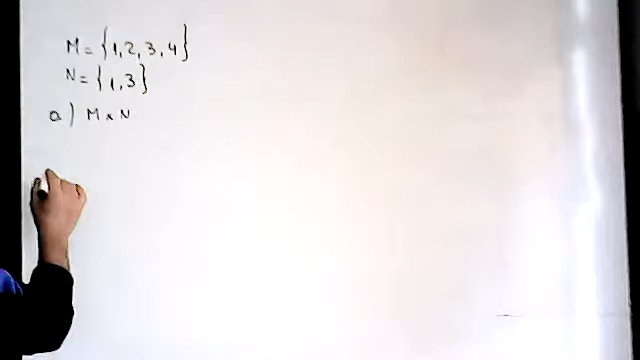 M = {1, 2, 3, 4}
N = {1, 3}
a) M x N